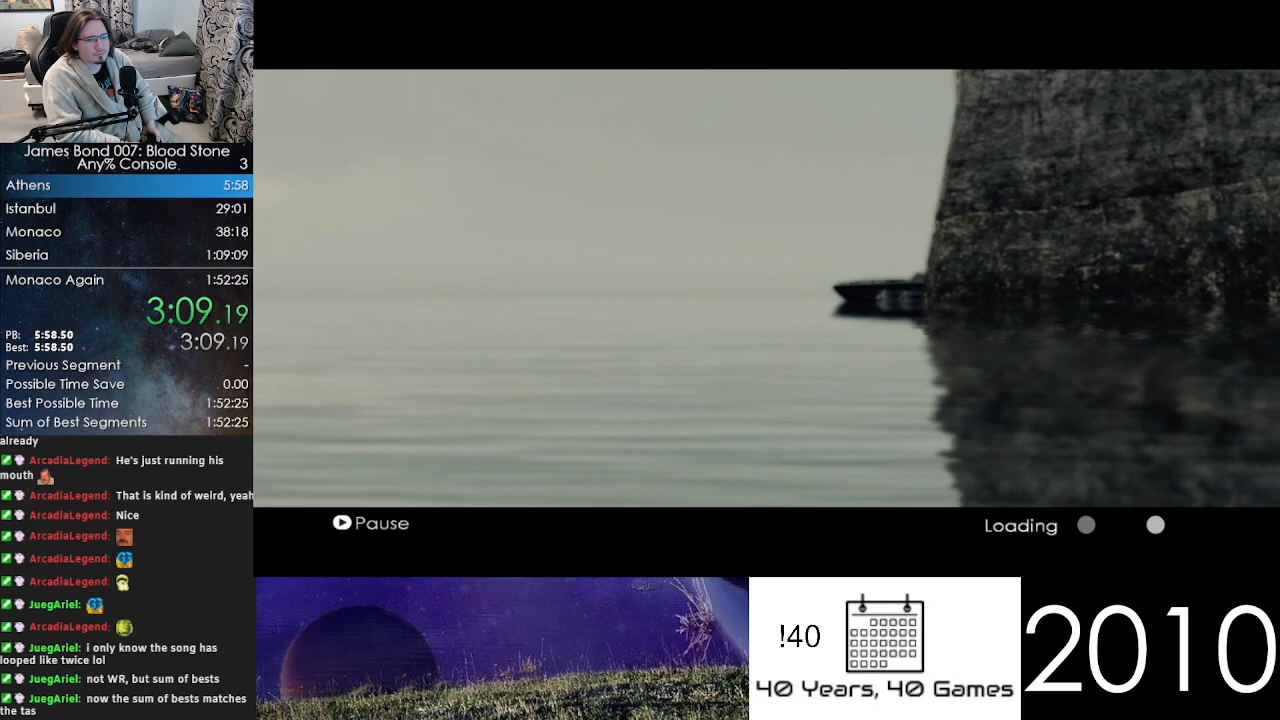 James Bond 007: Blood Stone
Any% Console 3
Athens 5:58
Istanbul 29:01
Monaco 38:18
Siberia 1:09:09
Monaco Again 1:52:25
3:09.19
PB: 5:58.50
Best: 5:58.50
3:09.19
Previous Segment -
Possible Time Save 0.00
Best Possible Time 1:52:25
Sum of Best Segments 1:52:25
already
ArcadiaLegend: He's just running his
mouth
ArcadiaLegend: That is kind of weird, yeah
ArcadiaLegend: Nice
ArcadiaLegend:
ArcadiaLegend:
ArcadiaLegend:
JuegAriel:
ArcadiaLegend:
JuegAriel: i only know the song has
looped like twice lol
JuegAriel: not WR, but sum of bests
JuegAriel: now the sum of bests matches
the tas
Pause
Loading
!40
40 Years, 40 Games
2010